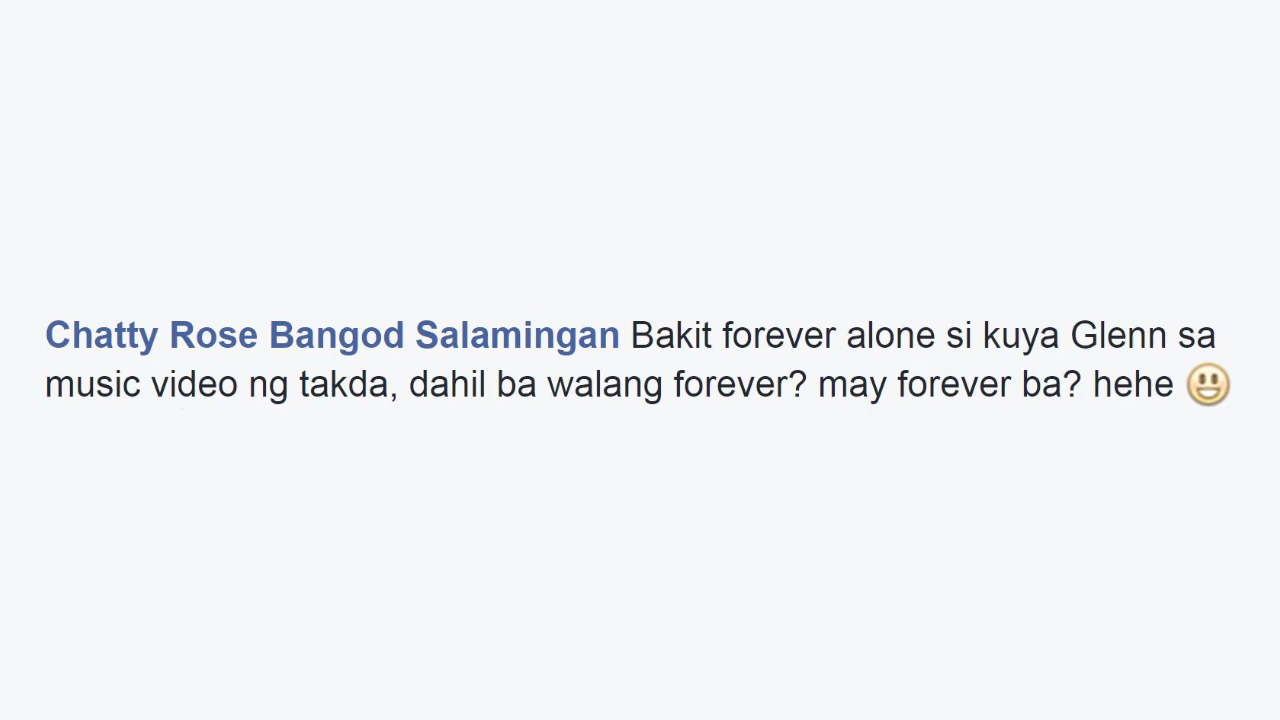 Chatty Rose Bangod Salamingan Bakit forever alone si kuya Glenn sa
music video ng takda, dahil ba walang forever? may forever ba? hehe 😃